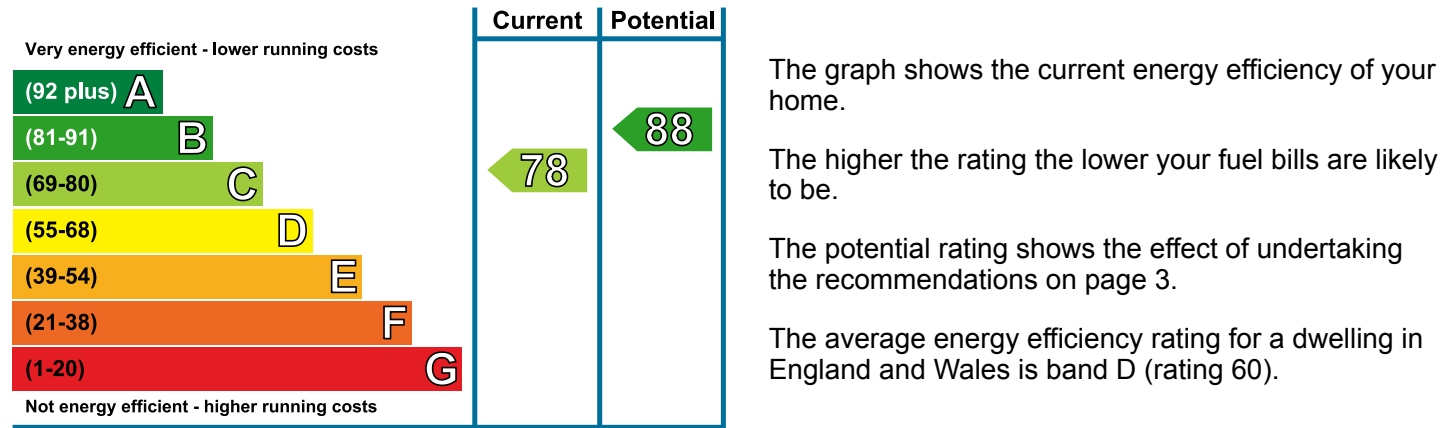 Current Potential
Very energy efficient - lower running costs
(92 plus) A
(81-91) B
88
(69-80) C
78
(55-68) D
(39-54) E
(21-38) F
(1-20) G
Not energy efficient - higher running costs
The graph shows the current energy efficiency of your
home.
The higher the rating the lower your fuel bills are likely
to be.
The potential rating shows the effect of undertaking
the recommendations on page 3.
The average energy efficiency rating for a dwelling in
England and Wales is band D (rating 60).